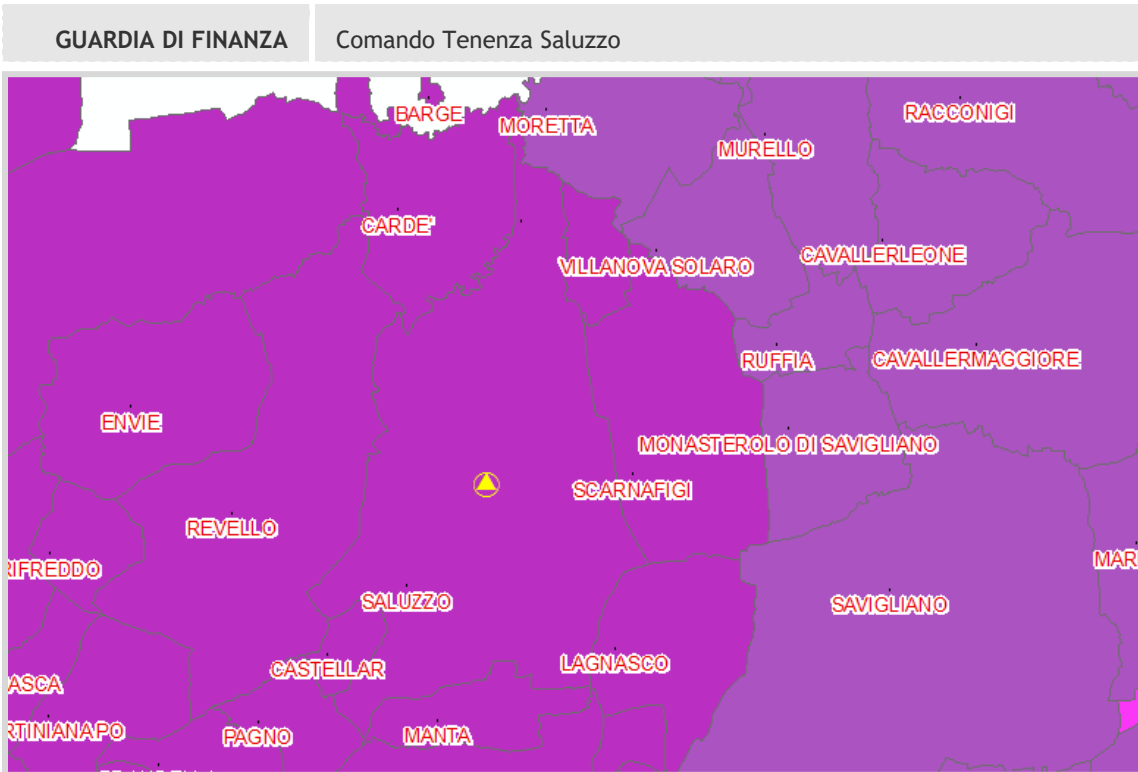 GUARDIA DI FINANZA Comando Tenenza Saluzzo
BARGE
MORETTA
RACCONIGI
MURELLO
CARDE'
VILLANOVA SOLARO
CAVALLERLEONE
RUFFIA
CAVALLERMAGGIORE
ENVIE
MONASTEROLO DI SAVIGLIANO
SCARNAFIGI
REVELLO
RIFREDDO
MAR
SALUZZO
SAVIGLIANO
CASTELLAR
LAGNASCO
ASCA
RTINIANA PO
PAGNO
MANTA